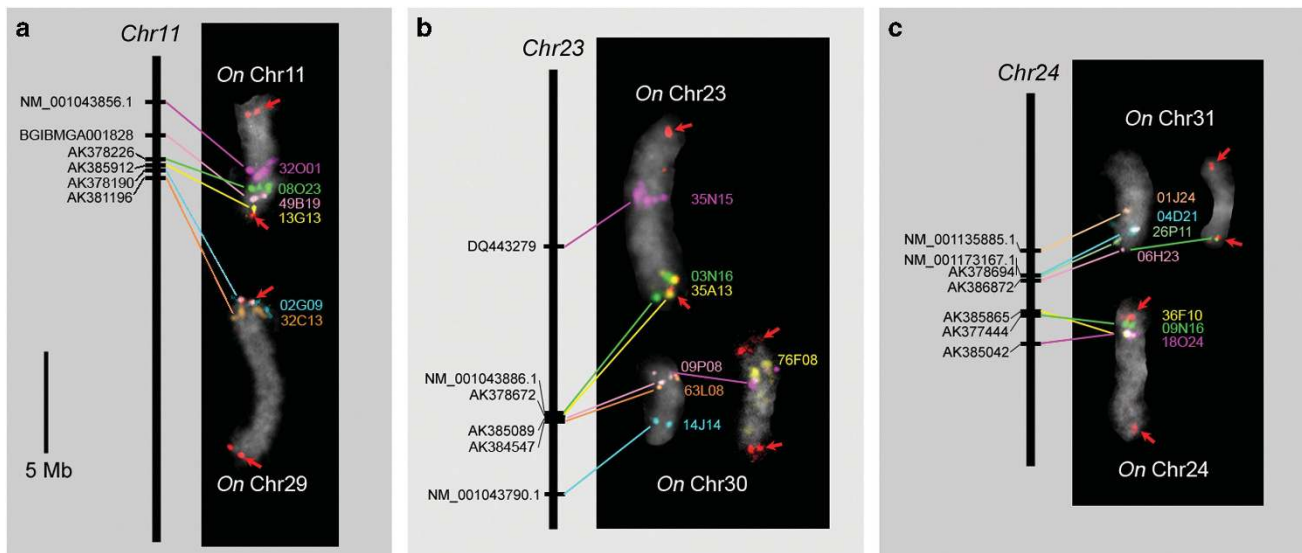 a
Chr11
On Chr11
NM_001043856.1
BGIBMGA001828
AK378226
AK385912
AK378190
AK381196
32O01
08O23
49B19
13G13
02G09
32C13
5 Mb
On Chr29
b
Chr23
On Chr23
35N15
DQ443279
03N16
35A13
NM_001043886.1
AK378672
AK385089
AK384547
NM_001043790.1
09P08
76F08
63L08
14J14
On Chr30
c
Chr24
On Chr31
01J24
04D21
26P11
06H23
NM_001135885.1
NM_001173167.1
AK378694
AK386872
AK385865
AK377444
AK385042
36F10
09N16
18O24
On Chr24